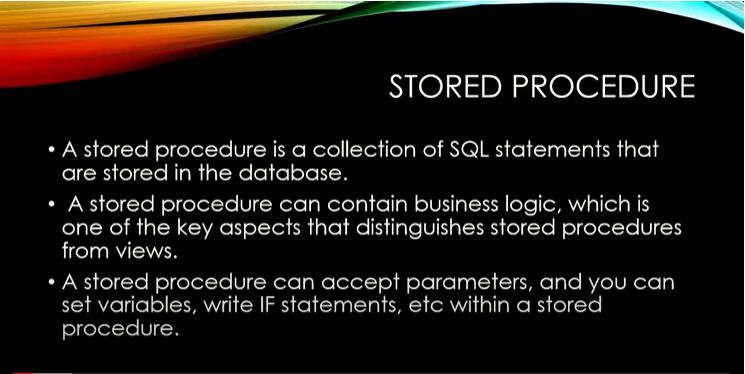 STORED PROCEDURE
• A stored procedure is a collection of SQL statements that
are stored in the database.
• A stored procedure can contain business logic, which is
one of the key aspects that distinguishes stored procedures
from views.
• A stored procedure can accept parameters, and you can
set variables, write IF statements, etc within a stored
procedure.